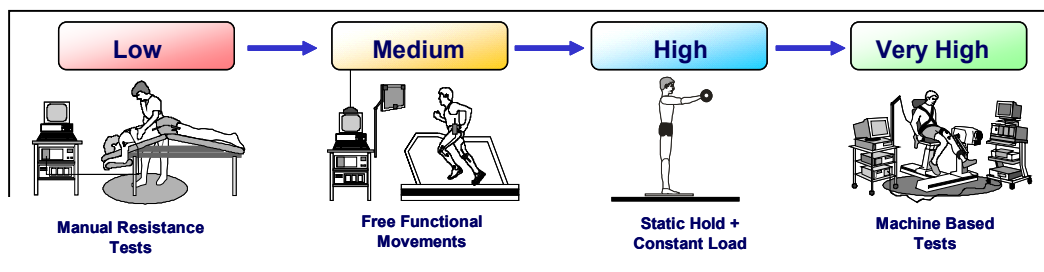 Low
Medium
High
Very High
Manual Resistance
Tests
Free Functional
Movements
Static Hold +
Constant Load
Machine Based
Tests